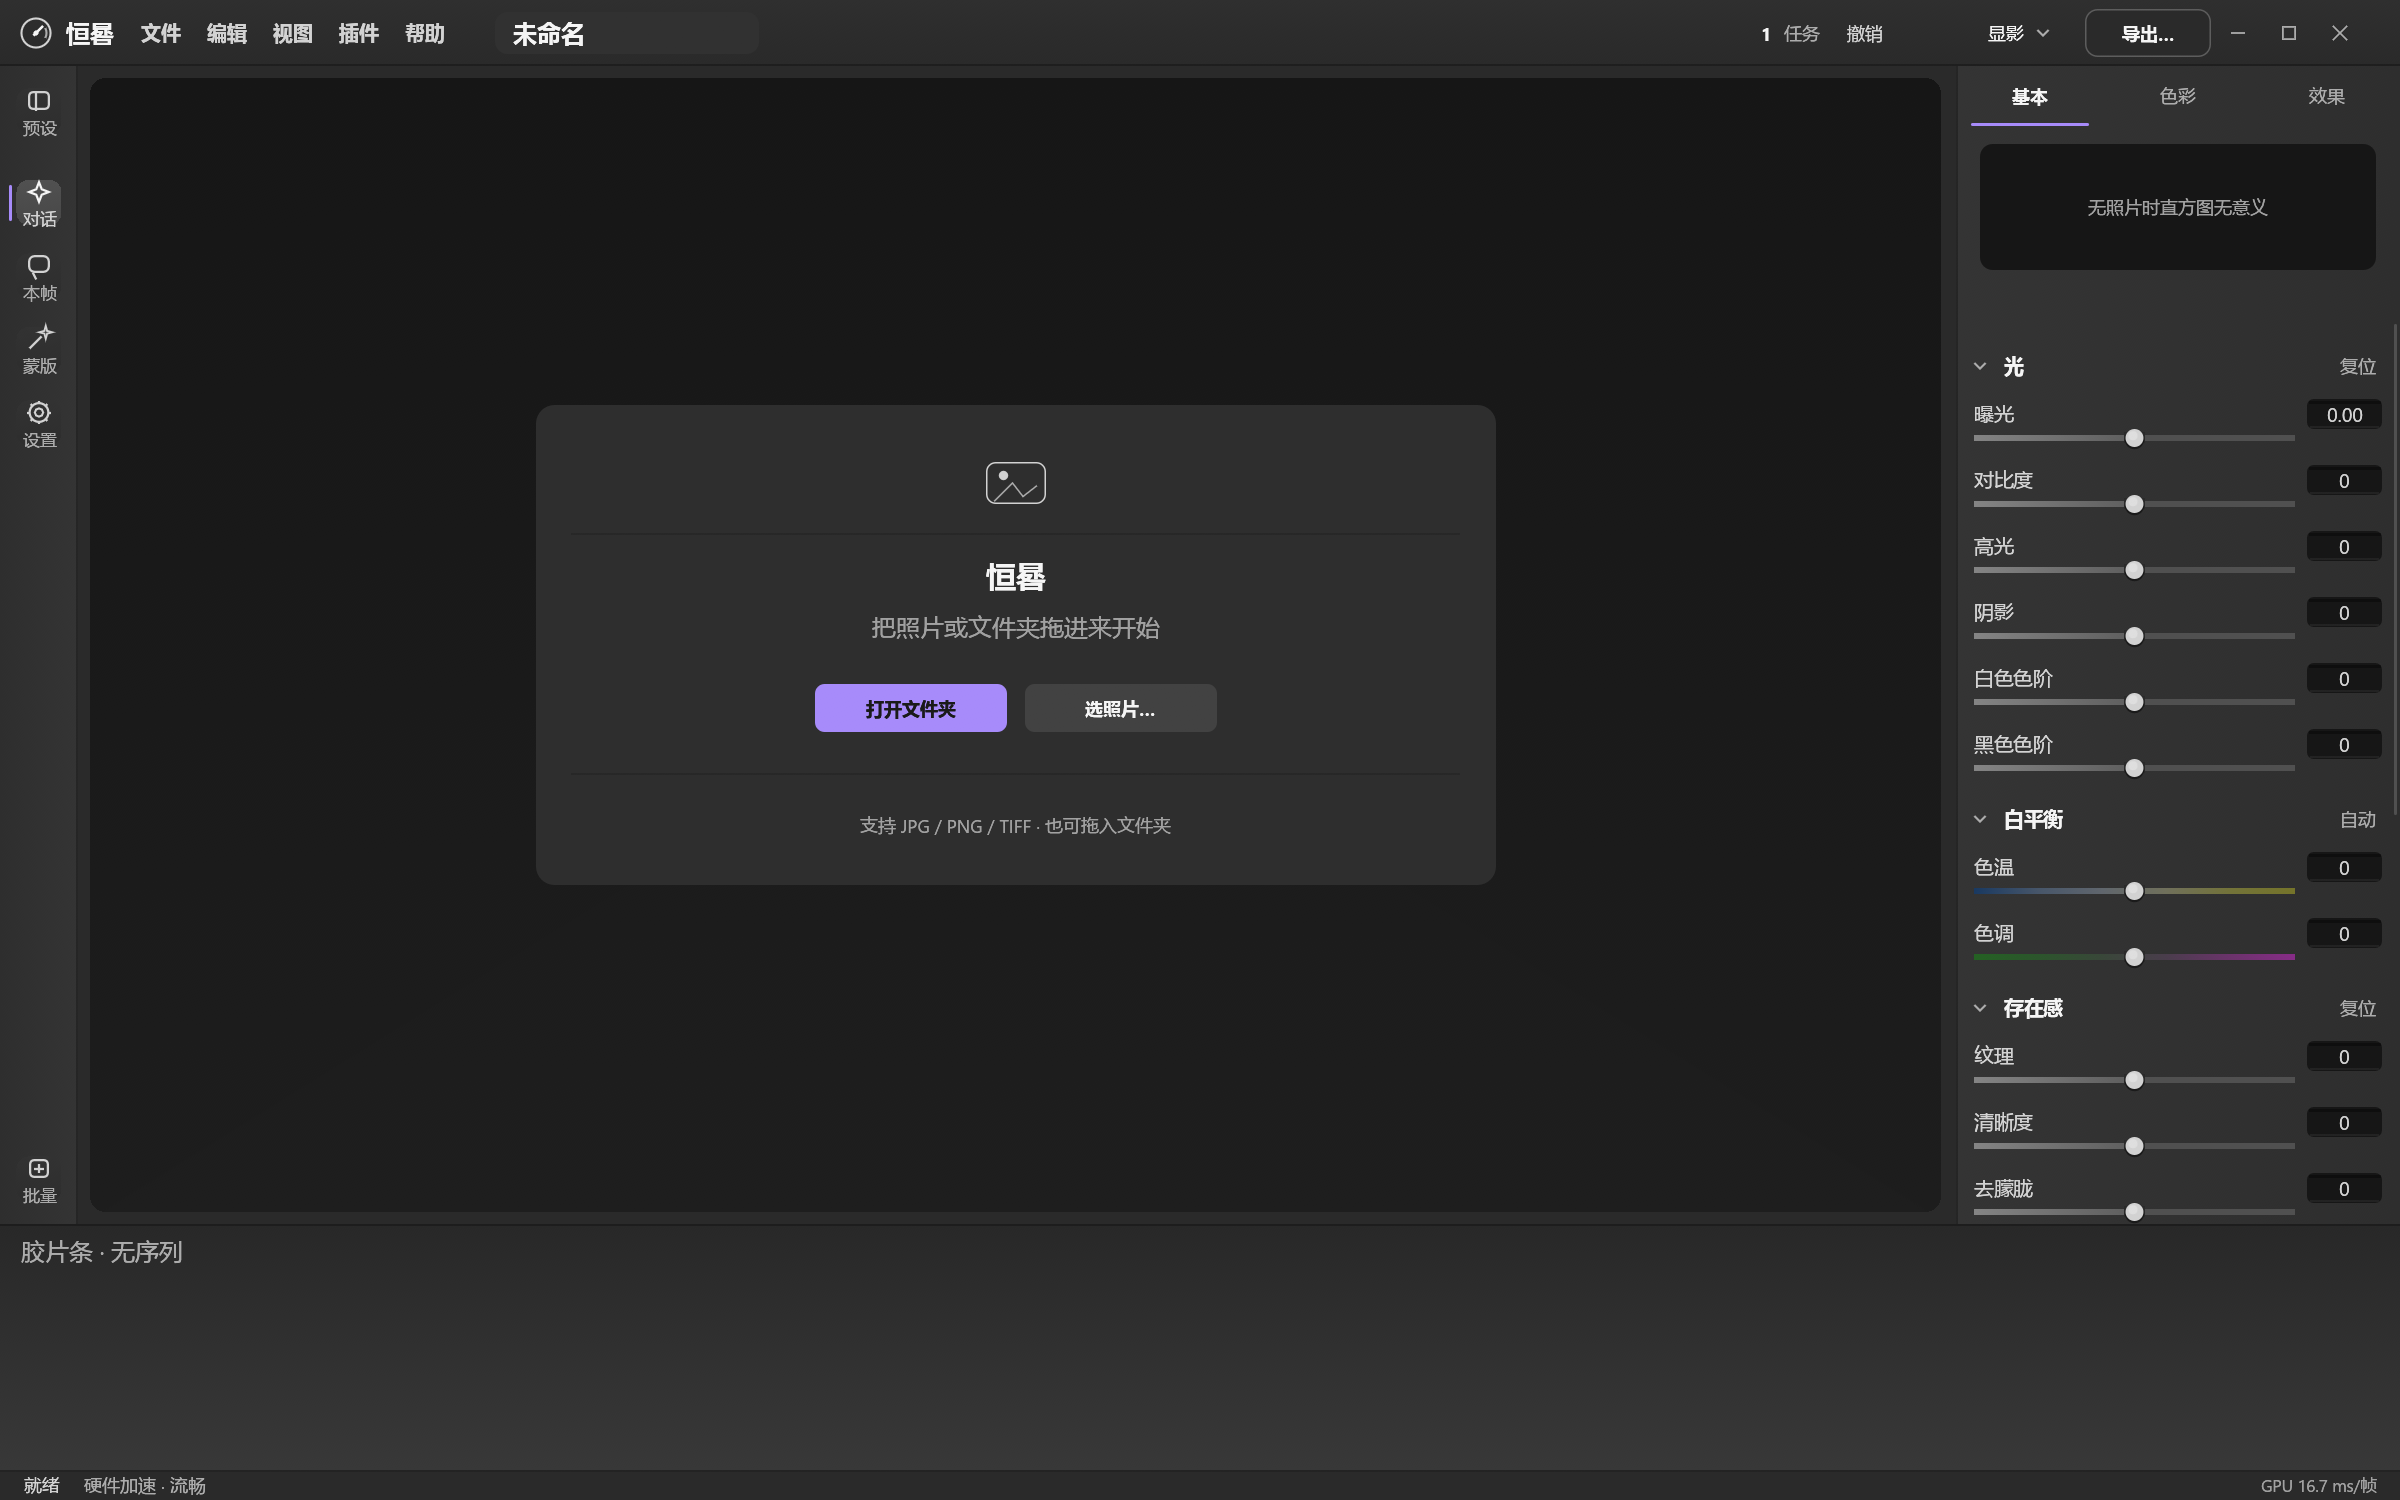 恒晷 文件 编辑 视图 插件 帮助 未命名 1 任务 撤销 显影 导出...
预设
对话
本帧
蒙版
设置
批量
恒晷
把照片或文件夹拖进来开始
打开文件夹 选照片...
支持 JPG / PNG / TIFF · 也可拖入文件夹
基本 色彩 效果
无照片时直方图无意义
光 复位
曝光 0.00
对比度 0
高光 0
阴影 0
白色色阶 0
黑色色阶 0
白平衡 自动
色温 0
色调 0
存在感 复位
纹理 0
清晰度 0
去朦胧 0
胶片条 · 无序列
就绪 硬件加速 · 流畅 GPU 16.7 ms/帧